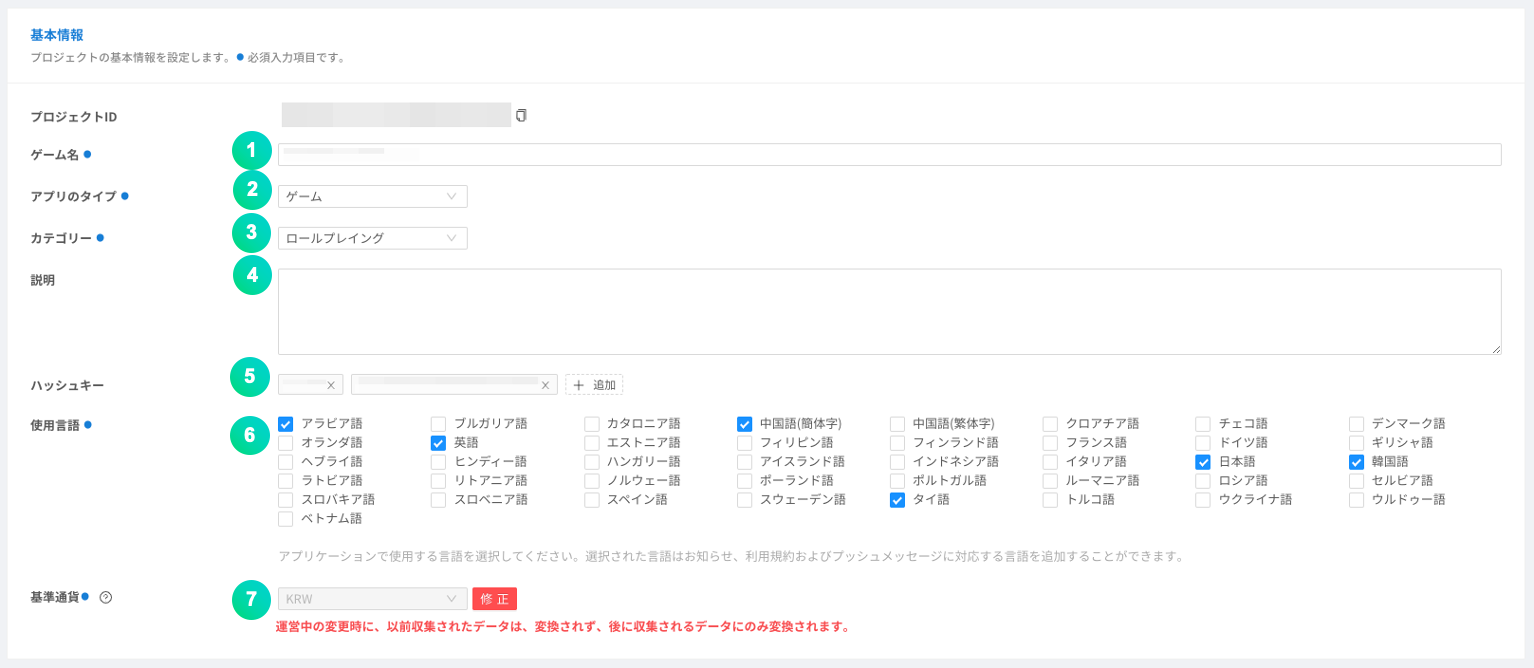 基本情報
プロジェクトの基本情報を設定します。● 必須入力項目です。
プロジェクトID
ゲーム名 ● 1
アプリのタイプ ● 2 ゲーム
カテゴリー ● 3 ロールプレイング
説明 4
ハッシュキー 5 × × + 追加
使用言語 ● 6 アラビア語 ブルガリア語 カタロニア語 中国語(簡体字) 中国語(繁体字) クロアチア語 チェコ語 デンマーク語
オランダ語 英語 エストニア語 フィリピン語 フィンランド語 フランス語 ドイツ語 ギリシャ語
ヘブライ語 ヒンディー語 ハンガリー語 アイスランド語 インドネシア語 イタリア語 日本語 韓国語
ラトビア語 リトアニア語 ノルウェー語 ポーランド語 ポルトガル語 ルーマニア語 ロシア語 セルビア語
スロバキア語 スロベニア語 スペイン語 スウェーデン語 タイ語 トルコ語 ウクライナ語 ウルドゥー語
ベトナム語
アプリケーションで使用する言語を選択してください。選択された言語はお知らせ、利用規約およびプッシュメッセージに対応する言語を追加することができます。
基準通貨● ? 7 KRW 修正
運営中の変更時に、以前収集されたデータは、変換されず、後に収集されるデータにのみ変換されます。